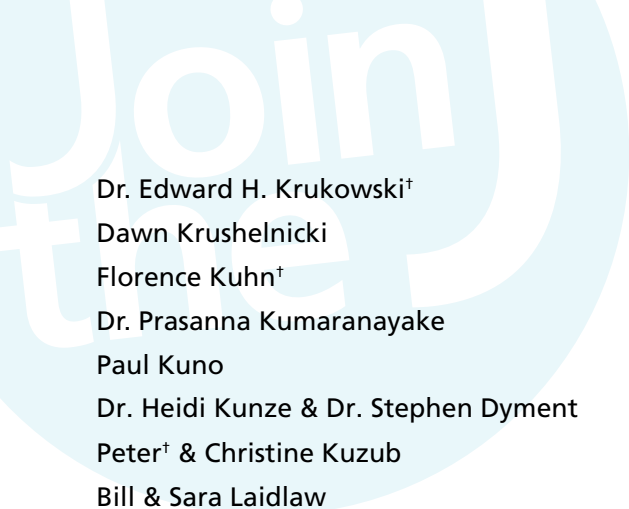 Join
the J
Dr. Edward H. Krukowski†
Dawn Krushelnicki
Florence Kuhn†
Dr. Prasanna Kumaranayake
Paul Kuno
Dr. Heidi Kunze & Dr. Stephen Dyment
Peter† & Christine Kuzub
Bill & Sara Laidlaw